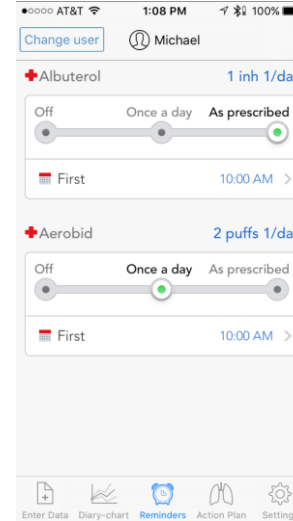 AT&T 1:08 PM 100%
Change user Michael
Albuterol 1 inh 1/da
Off Once a day As prescribed
First 10:00 AM
Aerobid 2 puffs 1/da
Off Once a day As prescribed
First 10:00 AM
Enter Data Diary-chart Reminders Action Plan Setting